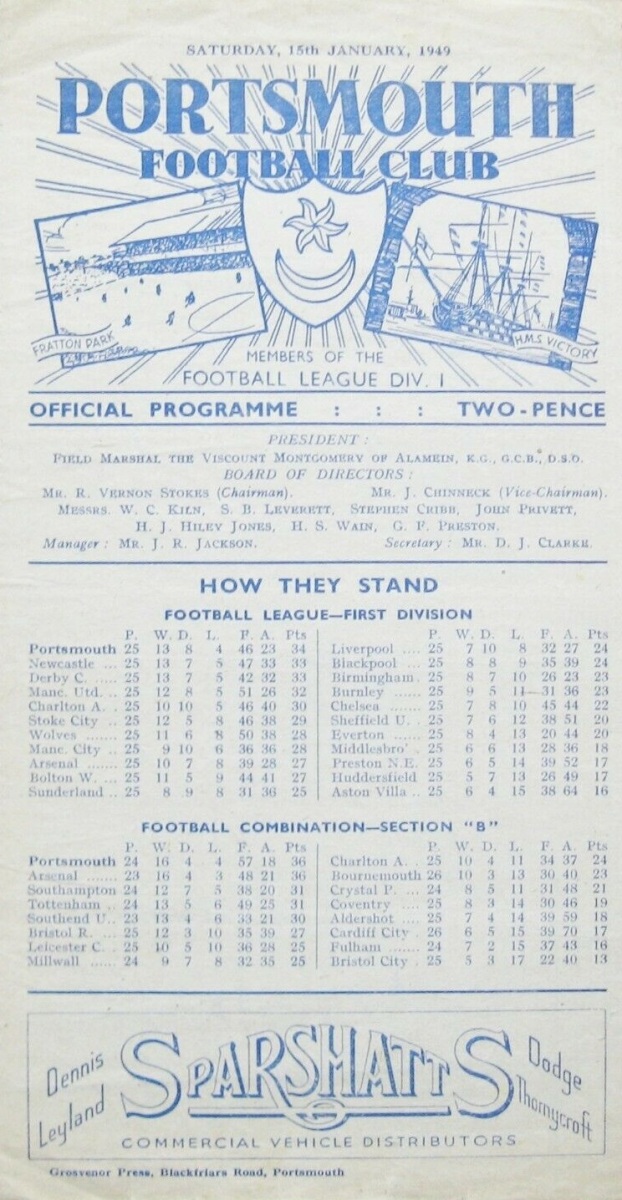 SATURDAY, 15th JANUARY, 1949
PORTSMOUTH
FOOTBALL CLUB
FRATTON PARK
H.M.S. VICTORY
MEMBERS OF THE
FOOTBALL LEAGUE DIV. 1
OFFICIAL PROGRAMME : : : TWO-PENCE
PRESIDENT :
FIELD MARSHAL THE VISCOUNT MONTGOMERY OF ALAMEIN, K.G., G.C.B., D.S.O.
BOARD OF DIRECTORS :
MR. R. VERNON STOKES (Chairman). MR. J. CHINNECK (Vice-Chairman).
MESSRS. W. C. KILN, S. B. LEVERETT, STEPHEN CRIBB, JOHN PRIVETT,
H. J. HILEY JONES, H. S. WAIN, G. F. PRESTON.
Manager : MR. J. R. JACKSON. Secretary : MR. D. J. CLARKE.
HOW THEY STAND
FOOTBALL LEAGUE—FIRST DIVISION
P. W. D. L. F. A. Pts
Portsmouth 25 13 8 4 46 23 34
Newcastle ... 25 13 7 5 47 33 33
Derby C. ..... 25 13 7 5 42 32 33
Manc. Utd. .. 25 12 8 5 51 26 32
Charlton A. . 25 10 10 5 46 40 30
Stoke City .. 25 12 5 8 46 38 29
Wolves ...... 25 11 6 8 50 38 28
Manc. City .. 25 9 10 6 36 36 28
Arsenal ...... 25 10 7 8 39 28 27
Bolton W. ... 25 11 5 9 44 41 27
Sunderland .. 25 8 9 8 31 36 25
P. W. D. L. F. A. Pts
Liverpool .... 25 7 10 8 32 27 24
Blackpool .... 25 8 8 9 35 39 24
Birmingham . 25 8 7 10 26 23 23
Burnley ...... 25 9 5 11 31 36 23
Chelsea ...... 25 7 8 10 45 44 22
Sheffield U. . 25 7 6 12 38 51 20
Everton ...... 25 8 4 13 20 44 20
Middlesbro' . 25 6 6 13 28 36 18
Preston N.E. 25 6 5 14 39 52 17
Huddersfield 25 5 7 13 26 49 17
Aston Villa .. 25 6 4 15 38 64 16
FOOTBALL COMBINATION—SECTION "B"
P. W. D. L. F. A. Pts
Portsmouth 24 16 4 4 57 18 36
Arsenal ...... 23 16 4 3 48 21 36
Southampton 24 12 7 5 38 20 31
Tottenham .. 24 13 5 6 49 25 31
Southend U.. 23 13 4 6 33 21 30
Bristol R. ... 25 12 3 10 35 39 27
Leicester C. . 25 10 5 10 36 28 25
Millwall ...... 24 9 7 8 32 35 25
P. W. D. L. F. A. Pts
Charlton A. . 25 10 4 11 34 37 24
Bournemouth 26 10 3 13 30 40 23
Crystal P. ... 24 8 5 11 31 48 21
Coventry .... 25 8 3 14 30 46 19
Aldershot .... 25 7 4 14 39 59 18
Cardiff City . 26 6 5 15 39 70 17
Fulham ...... 24 7 2 15 37 43 16
Bristol City . 25 5 3 17 22 40 13
Dennis
Leyland
SPARSHATTS
Dodge
Thornycroft
COMMERCIAL VEHICLE DISTRIBUTORS
Grosvenor Press, Blackfriars Road, Portsmouth